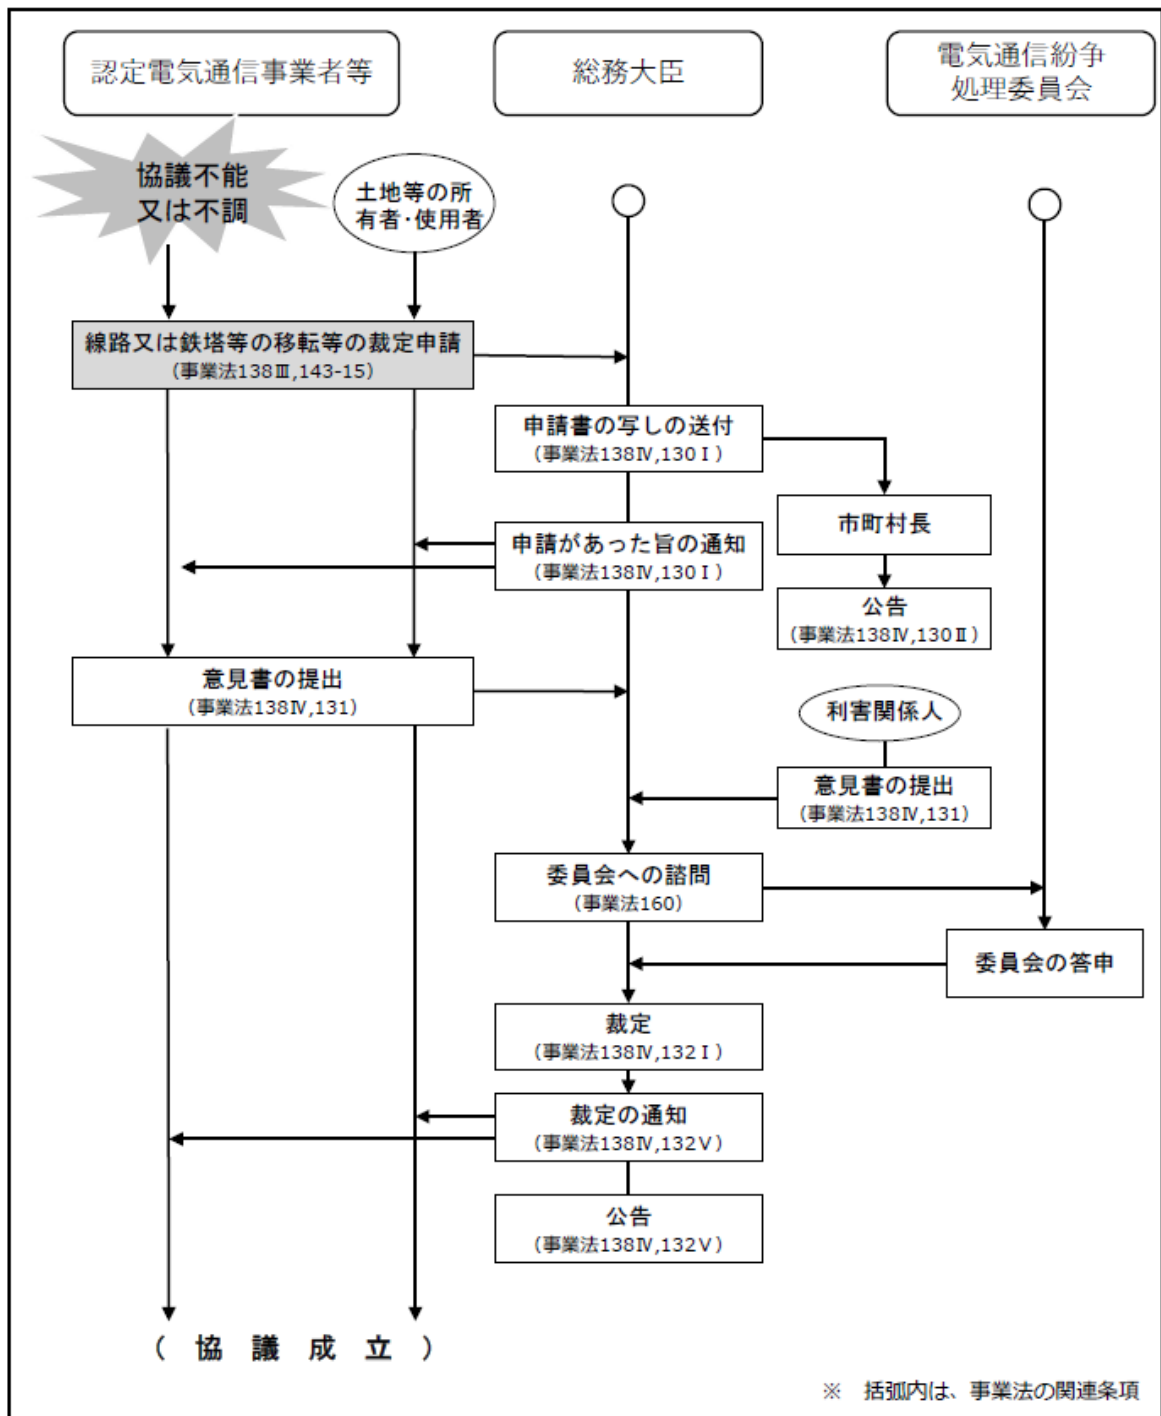 認定電気通信事業者等
総務大臣
電気通信紛争
処理委員会
協議不能
又は不調
土地等の所
有者・使用者
線路又は鉄塔等の移転等の裁定申請
（事業法138Ⅲ,143-15）
申請書の写しの送付
（事業法138Ⅳ,130Ⅰ）
市町村長
申請があった旨の通知
（事業法138Ⅳ,130Ⅰ）
公告
（事業法138Ⅳ,130Ⅱ）
意見書の提出
（事業法138Ⅳ,131）
利害関係人
意見書の提出
（事業法138Ⅳ,131）
委員会への諮問
（事業法160）
委員会の答申
裁定
（事業法138Ⅳ,132Ⅰ）
裁定の通知
（事業法138Ⅳ,132Ⅴ）
公告
（事業法138Ⅳ,132Ⅴ）
（ 協 議 成 立 ）
※　括弧内は、事業法の関連条項